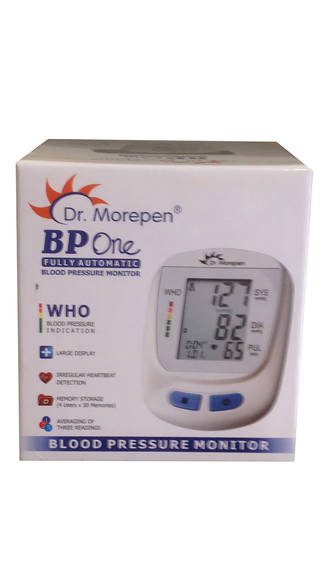 Dr. Morepen®
BP One
FULLY AUTOMATIC
BLOOD PRESSURE MONITOR
WHO
BLOOD PRESSURE
INDICATION
LARGE DISPLAY
IRREGULAR HEARTBEAT
DETECTION
MEMORY STORAGE
(4 Users x 30 Memories)
AVERAGING OF
THREE READINGS
Dr. Morepen
WHO
127
SYS
82
DIA
65
PUL
BLOOD PRESSURE MONITOR